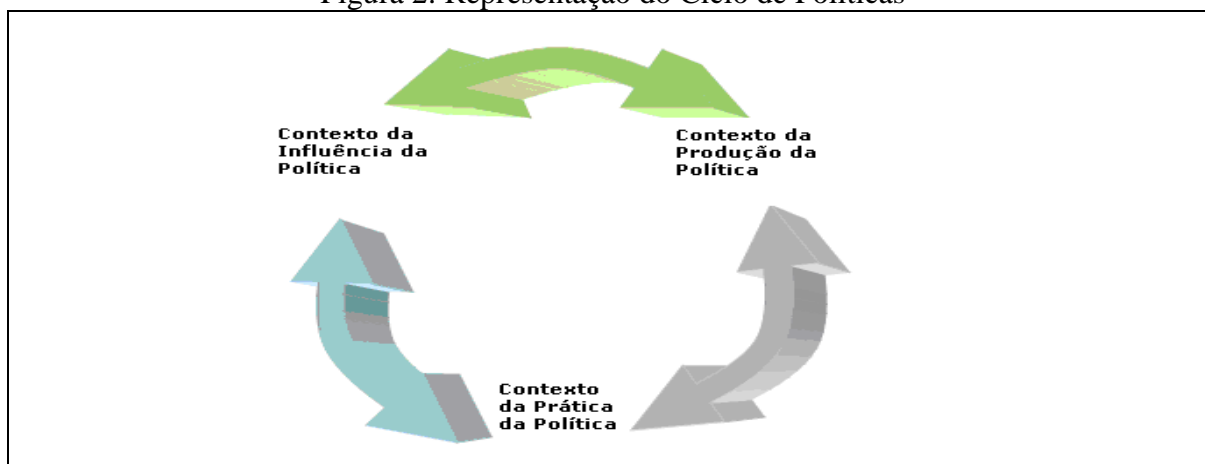 Figura 2: Representação do Ciclo de Políticas
Contexto da
Influência da
Política
Contexto da
Produção da
Política
Contexto
da Prática
da Política